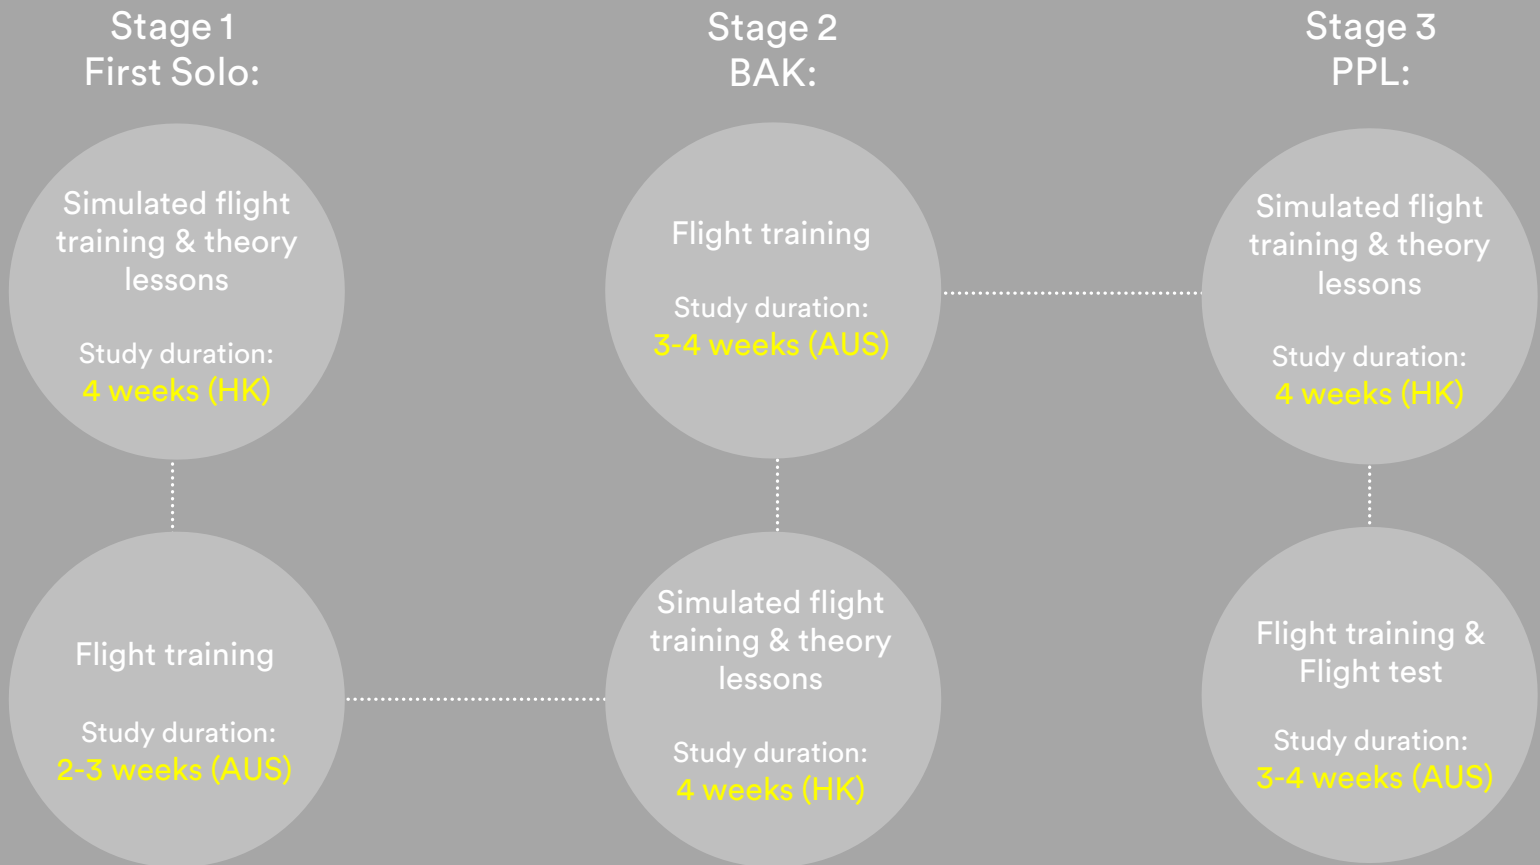 Stage 1
First Solo:
Simulated flight
training & theory
lessons
Study duration:
4 weeks (HK)
Flight training
Study duration:
2-3 weeks (AUS)
Stage 2
BAK:
Flight training
Study duration:
3-4 weeks (AUS)
Simulated flight
training & theory
lessons
Study duration:
4 weeks (HK)
Stage 3
PPL:
Simulated flight
training & theory
lessons
Study duration:
4 weeks (HK)
Flight training &
Flight test
Study duration:
3-4 weeks (AUS)